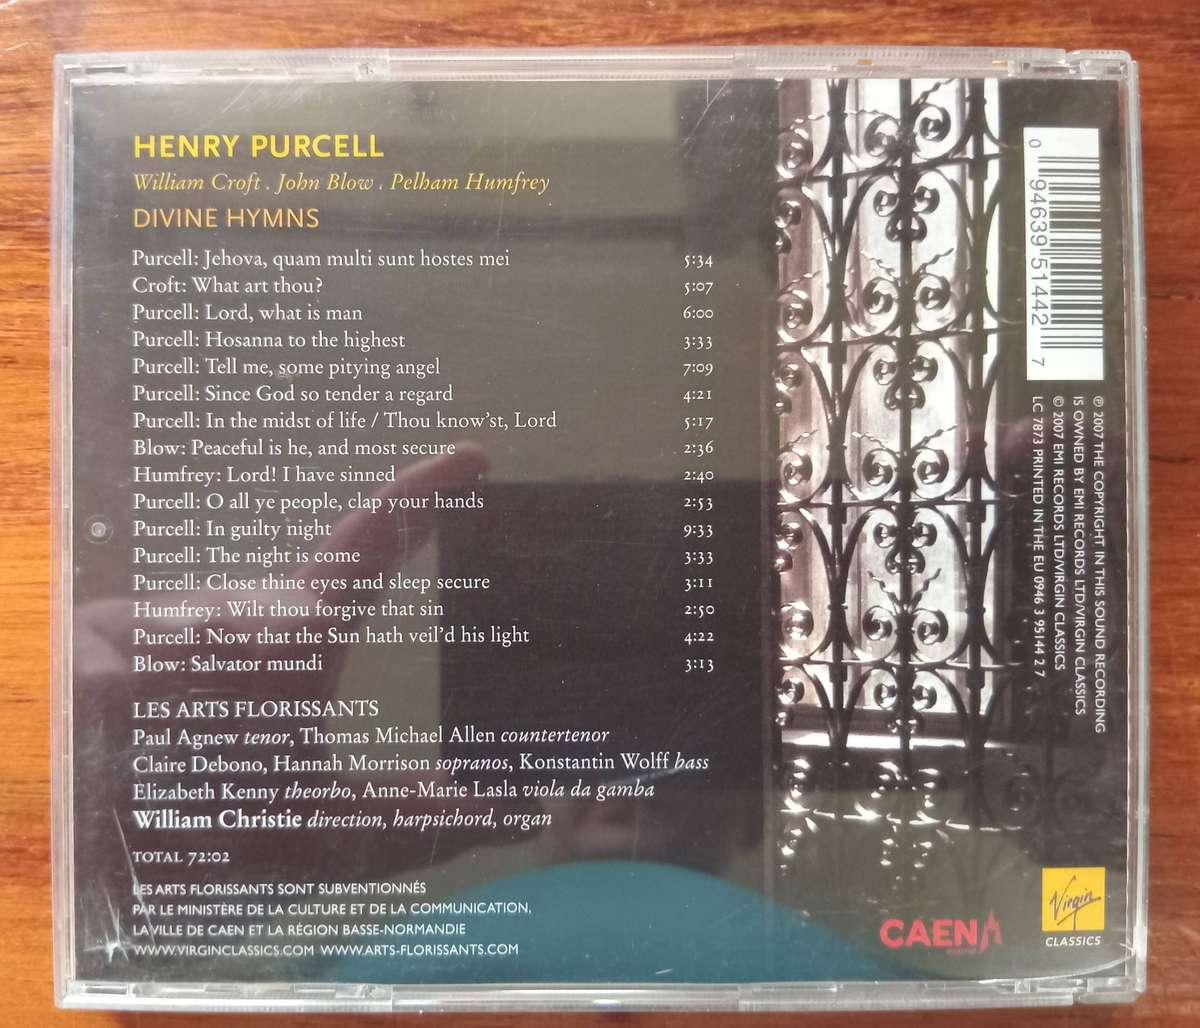 HENRY PURCELL
William Croft . John Blow . Pelham Humfrey
DIVINE HYMNS
Purcell: Jehova, quam multi sunt hostes mei 5:34
Croft: What art thou? 5:07
Purcell: Lord, what is man 6:00
Purcell: Hosanna to the highest 3:33
Purcell: Tell me, some pitying angel 7:09
Purcell: Since God so tender a regard 4:21
Purcell: In the midst of life / Thou know'st, Lord 5:17
Blow: Peaceful is he, and most secure 2:36
Humfrey: Lord! I have sinned 2:40
Purcell: O all ye people, clap your hands 2:53
Purcell: In guilty night 9:33
Purcell: The night is come 3:33
Purcell: Close thine eyes and sleep secure 3:11
Humfrey: Wilt thou forgive that sin 2:50
Purcell: Now that the Sun hath veil'd his light 4:22
Blow: Salvator mundi 3:13
LES ARTS FLORISSANTS
Paul Agnew tenor, Thomas Michael Allen countertenor
Claire Debono, Hannah Morrison sopranos, Konstantin Wolff bass
Elizabeth Kenny theorbo, Anne-Marie Lasla viola da gamba
William Christie direction, harpsichord, organ
TOTAL 72:02
LES ARTS FLORISSANTS SONT SUBVENTIONNÉS
PAR LE MINISTÈRE DE LA CULTURE ET DE LA COMMUNICATION,
LA VILLE DE CAEN ET LA RÉGION BASSE-NORMANDIE
WWW.VIRGINCLASSICS.COM WWW.ARTS-FLORISSANTS.COM
0 94639 51442 7
℗ 2007 THE COPYRIGHT IN THIS SOUND RECORDING
IS OWNED BY EMI RECORDS LTD/VIRGIN CLASSICS
© 2007 EMI RECORDS LTD/VIRGIN CLASSICS
LC 7873 PRINTED IN THE EU 0946 3 95144 2 7
CAEN
Virgin
CLASSICS